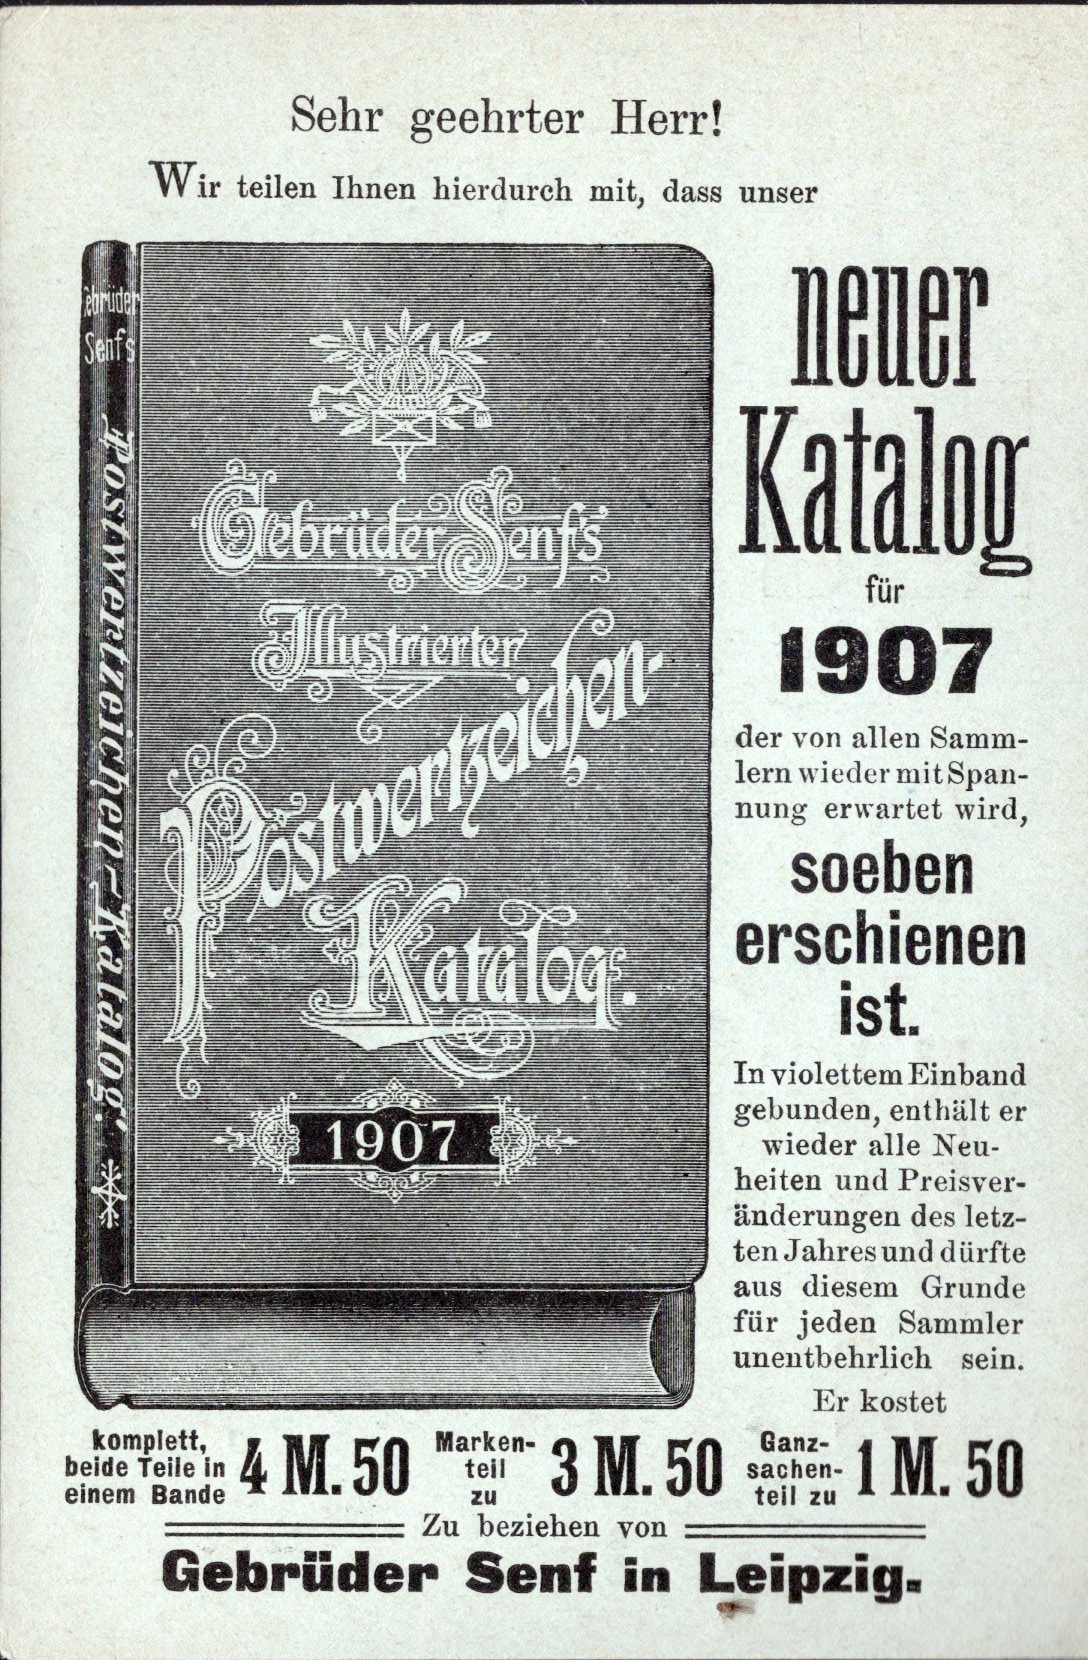 Sehr geehrter Herr!
Wir teilen Ihnen hierdurch mit, dass unser
Gebrüder
Senf's
Postwertzeichen-Katalog.
Gebrüder Senf's
Illustrierter
Postwertzeichen-
Katalog.
1907
neuer
Katalog
für
1907
der von allen Samm-
lern wieder mit Span-
nung erwartet wird,
soeben
erschienen
ist.
In violettem Einband
gebunden, enthält er
wieder alle Neu-
heiten und Preisver-
änderungen des letz-
ten Jahres und dürfte
aus diesem Grunde
für jeden Sammler
unentbehrlich sein.
Er kostet
komplett,
beide Teile in
einem Bande
4 M. 50
Marken-
teil
zu
3 M. 50
Ganz-
sachen-
teil zu
1 M. 50
Zu beziehen von
Gebrüder Senf in Leipzig.